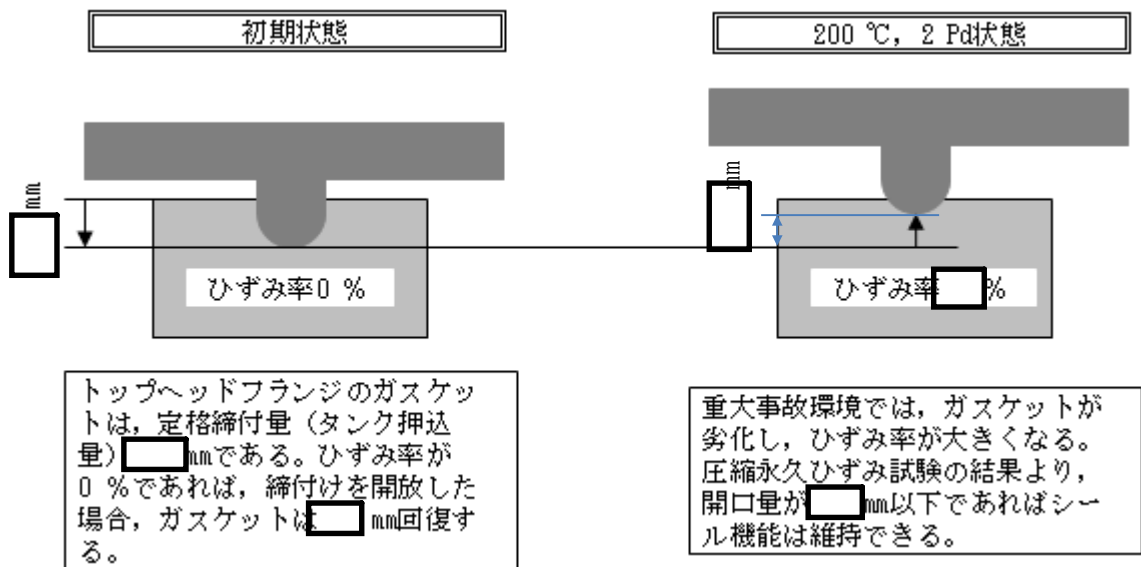 初期状態
200 ℃, 2 Pd状態
mm
mm
ひずみ率0 %
ひずみ率 %
トップヘッドフランジのガスケッ
トは，定格締付量（タング押込
量） mmである。ひずみ率が
0 %であれば，締付けを開放した
場合，ガスケットは mm回復す
る。
重大事故環境では，ガスケットが
劣化し，ひずみ率が大きくなる。
圧縮永久ひずみ試験の結果より，
開口量が mm以下であればシー
ル機能は維持できる。